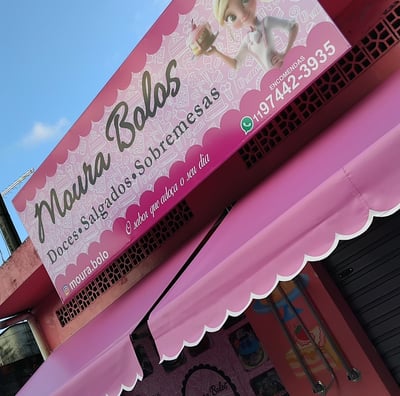 Moura Bolos
Doces • Salgados • Sobremesas
O sabor que adoça o seu dia
moura.bolo
ENCOMENDAS
11 97442-3935